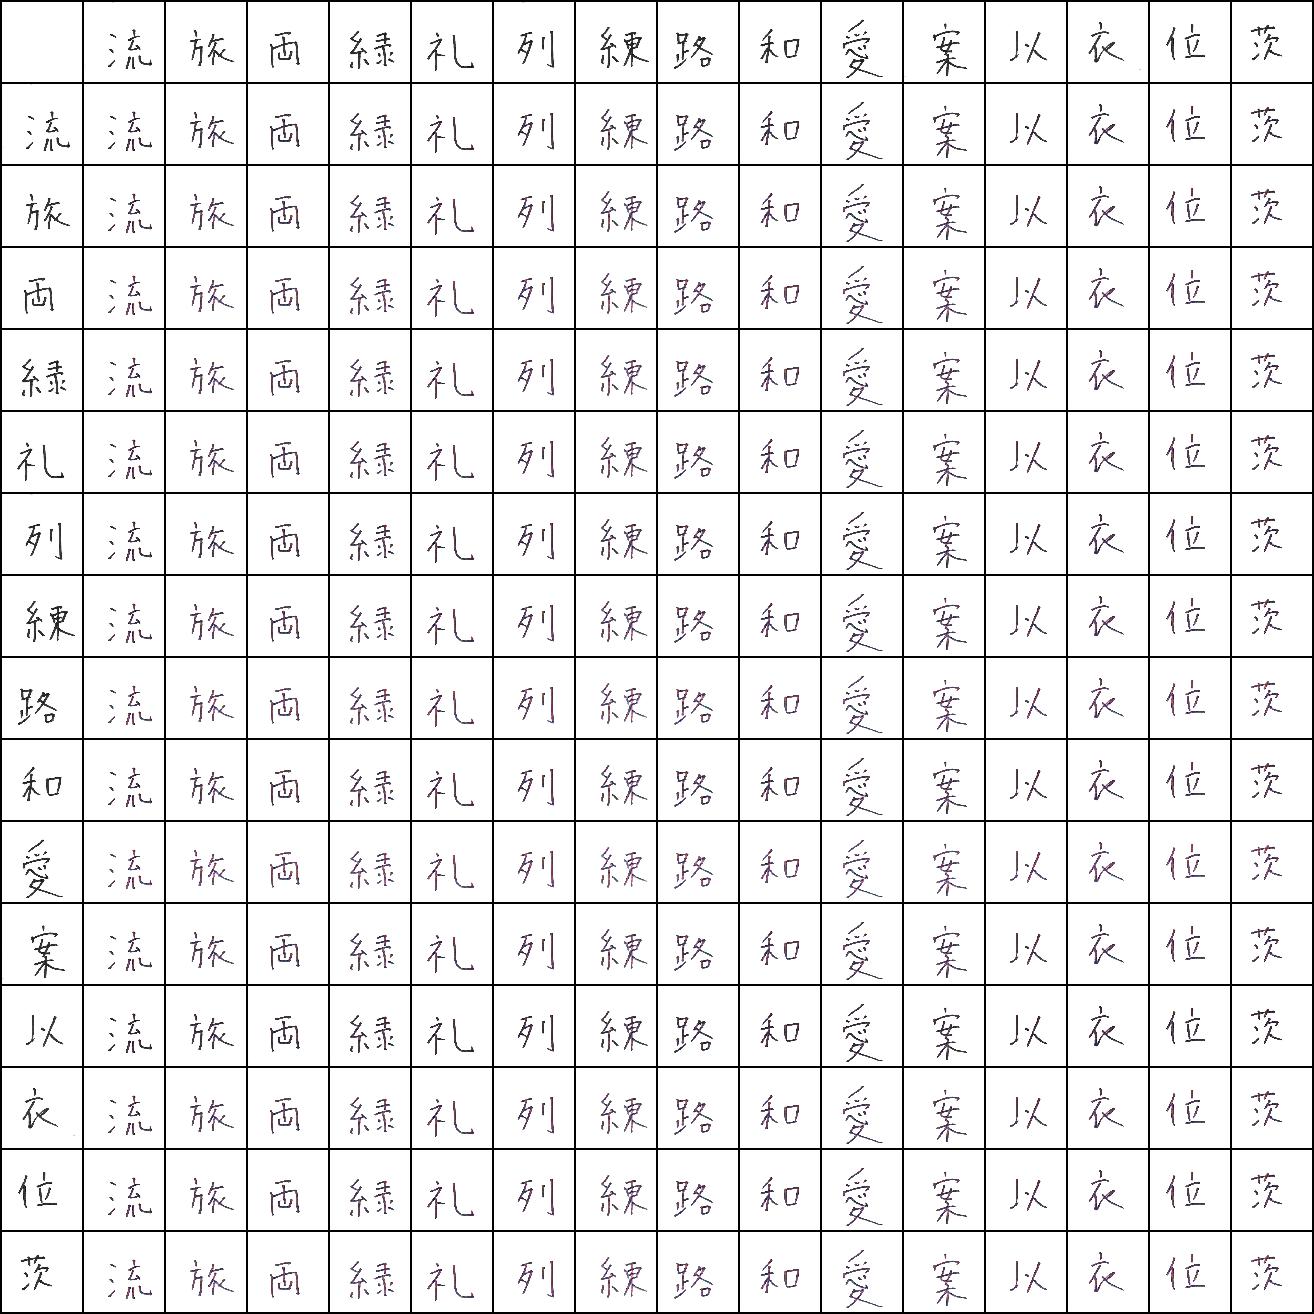 流 旅 両 緑 礼 列 練 路 和 愛 案 以 衣 位 茨
流 流 旅 両 緑 礼 列 練 路 和 愛 案 以 衣 位 茨
旅 流 旅 両 緑 礼 列 練 路 和 愛 案 以 衣 位 茨
両 流 旅 両 緑 礼 列 練 路 和 愛 案 以 衣 位 茨
緑 流 旅 両 緑 礼 列 練 路 和 愛 案 以 衣 位 茨
礼 流 旅 両 緑 礼 列 練 路 和 愛 案 以 衣 位 茨
列 流 旅 両 緑 礼 列 練 路 和 愛 案 以 衣 位 茨
練 流 旅 両 緑 礼 列 練 路 和 愛 案 以 衣 位 茨
路 流 旅 両 緑 礼 列 練 路 和 愛 案 以 衣 位 茨
和 流 旅 両 緑 礼 列 練 路 和 愛 案 以 衣 位 茨
愛 流 旅 両 緑 礼 列 練 路 和 愛 案 以 衣 位 茨
案 流 旅 両 緑 礼 列 練 路 和 愛 案 以 衣 位 茨
以 流 旅 両 緑 礼 列 練 路 和 愛 案 以 衣 位 茨
衣 流 旅 両 緑 礼 列 練 路 和 愛 案 以 衣 位 茨
位 流 旅 両 緑 礼 列 練 路 和 愛 案 以 衣 位 茨
茨 流 旅 両 緑 礼 列 練 路 和 愛 案 以 衣 位 茨